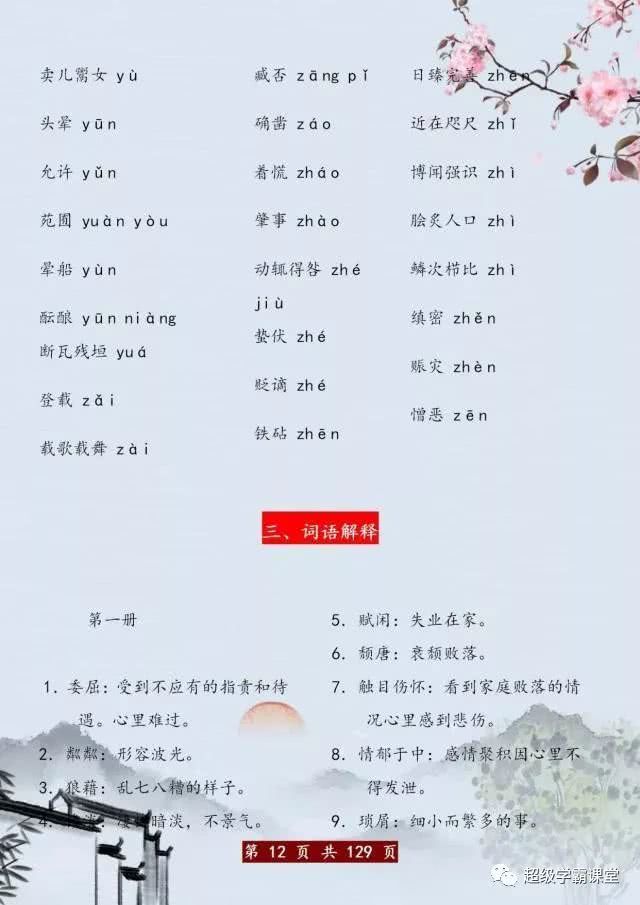 卖儿鬻女 yù
头晕 yūn
允许 yǔn
苑囿 yuàn yòu
晕船 yùn
酝酿 yūn niàng
断瓦残垣 yuá
登载 zǎi
载歌载舞 zài
臧否 zāng pǐ
确凿 záo
着慌 zháo
肇事 zhào
动辄得咎 zhé
jiù
蛰伏 zhé
贬谪 zhé
铁砧 zhēn
日臻完善 zhēn
近在咫尺 zhǐ
博闻强识 zhì
脍炙人口 zhì
鳞次栉比 zhì
缜密 zhěn
赈灾 zhèn
憎恶 zēn
三、词语解释
第一册
1．委屈：受到不应有的指责和待
遇。心里难过。
2．粼粼：形容波光。
3．狼藉：乱七八糟的样子。
4．暗淡，不景气。
5．赋闲：失业在家。
6．颓唐：衰颓败落。
7．触目伤怀：看到家庭败落的情
况心里感到悲伤。
8．情郁于中：感情聚积因心里不
得发泄。
9．琐屑：细小而繁多的事。
第 12 页 共 129 页
超级学霸课堂